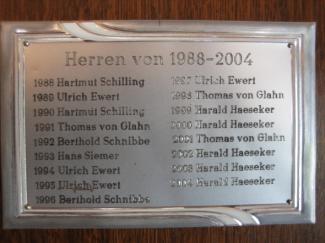 Herren von 1988-2004
1988 Hartmut Schilling
1989 Ulrich Ewert
1990 Hartmut Schilling
1991 Thomas von Glahn
1992 Berthold Schnibbe
1993 Hans Siemer
1994 Ulrich Ewert
1995 Ulrich Ewert
1996 Berthold Schnibbe
1997 Ulrich Ewert
1998 Thomas von Glahn
1999 Harald Haeseker
2000 Harald Haeseker
2001 Thomas von Glahn
2002 Harald Haeseker
2003 Harald Haeseker
2004 Harald Haeseker